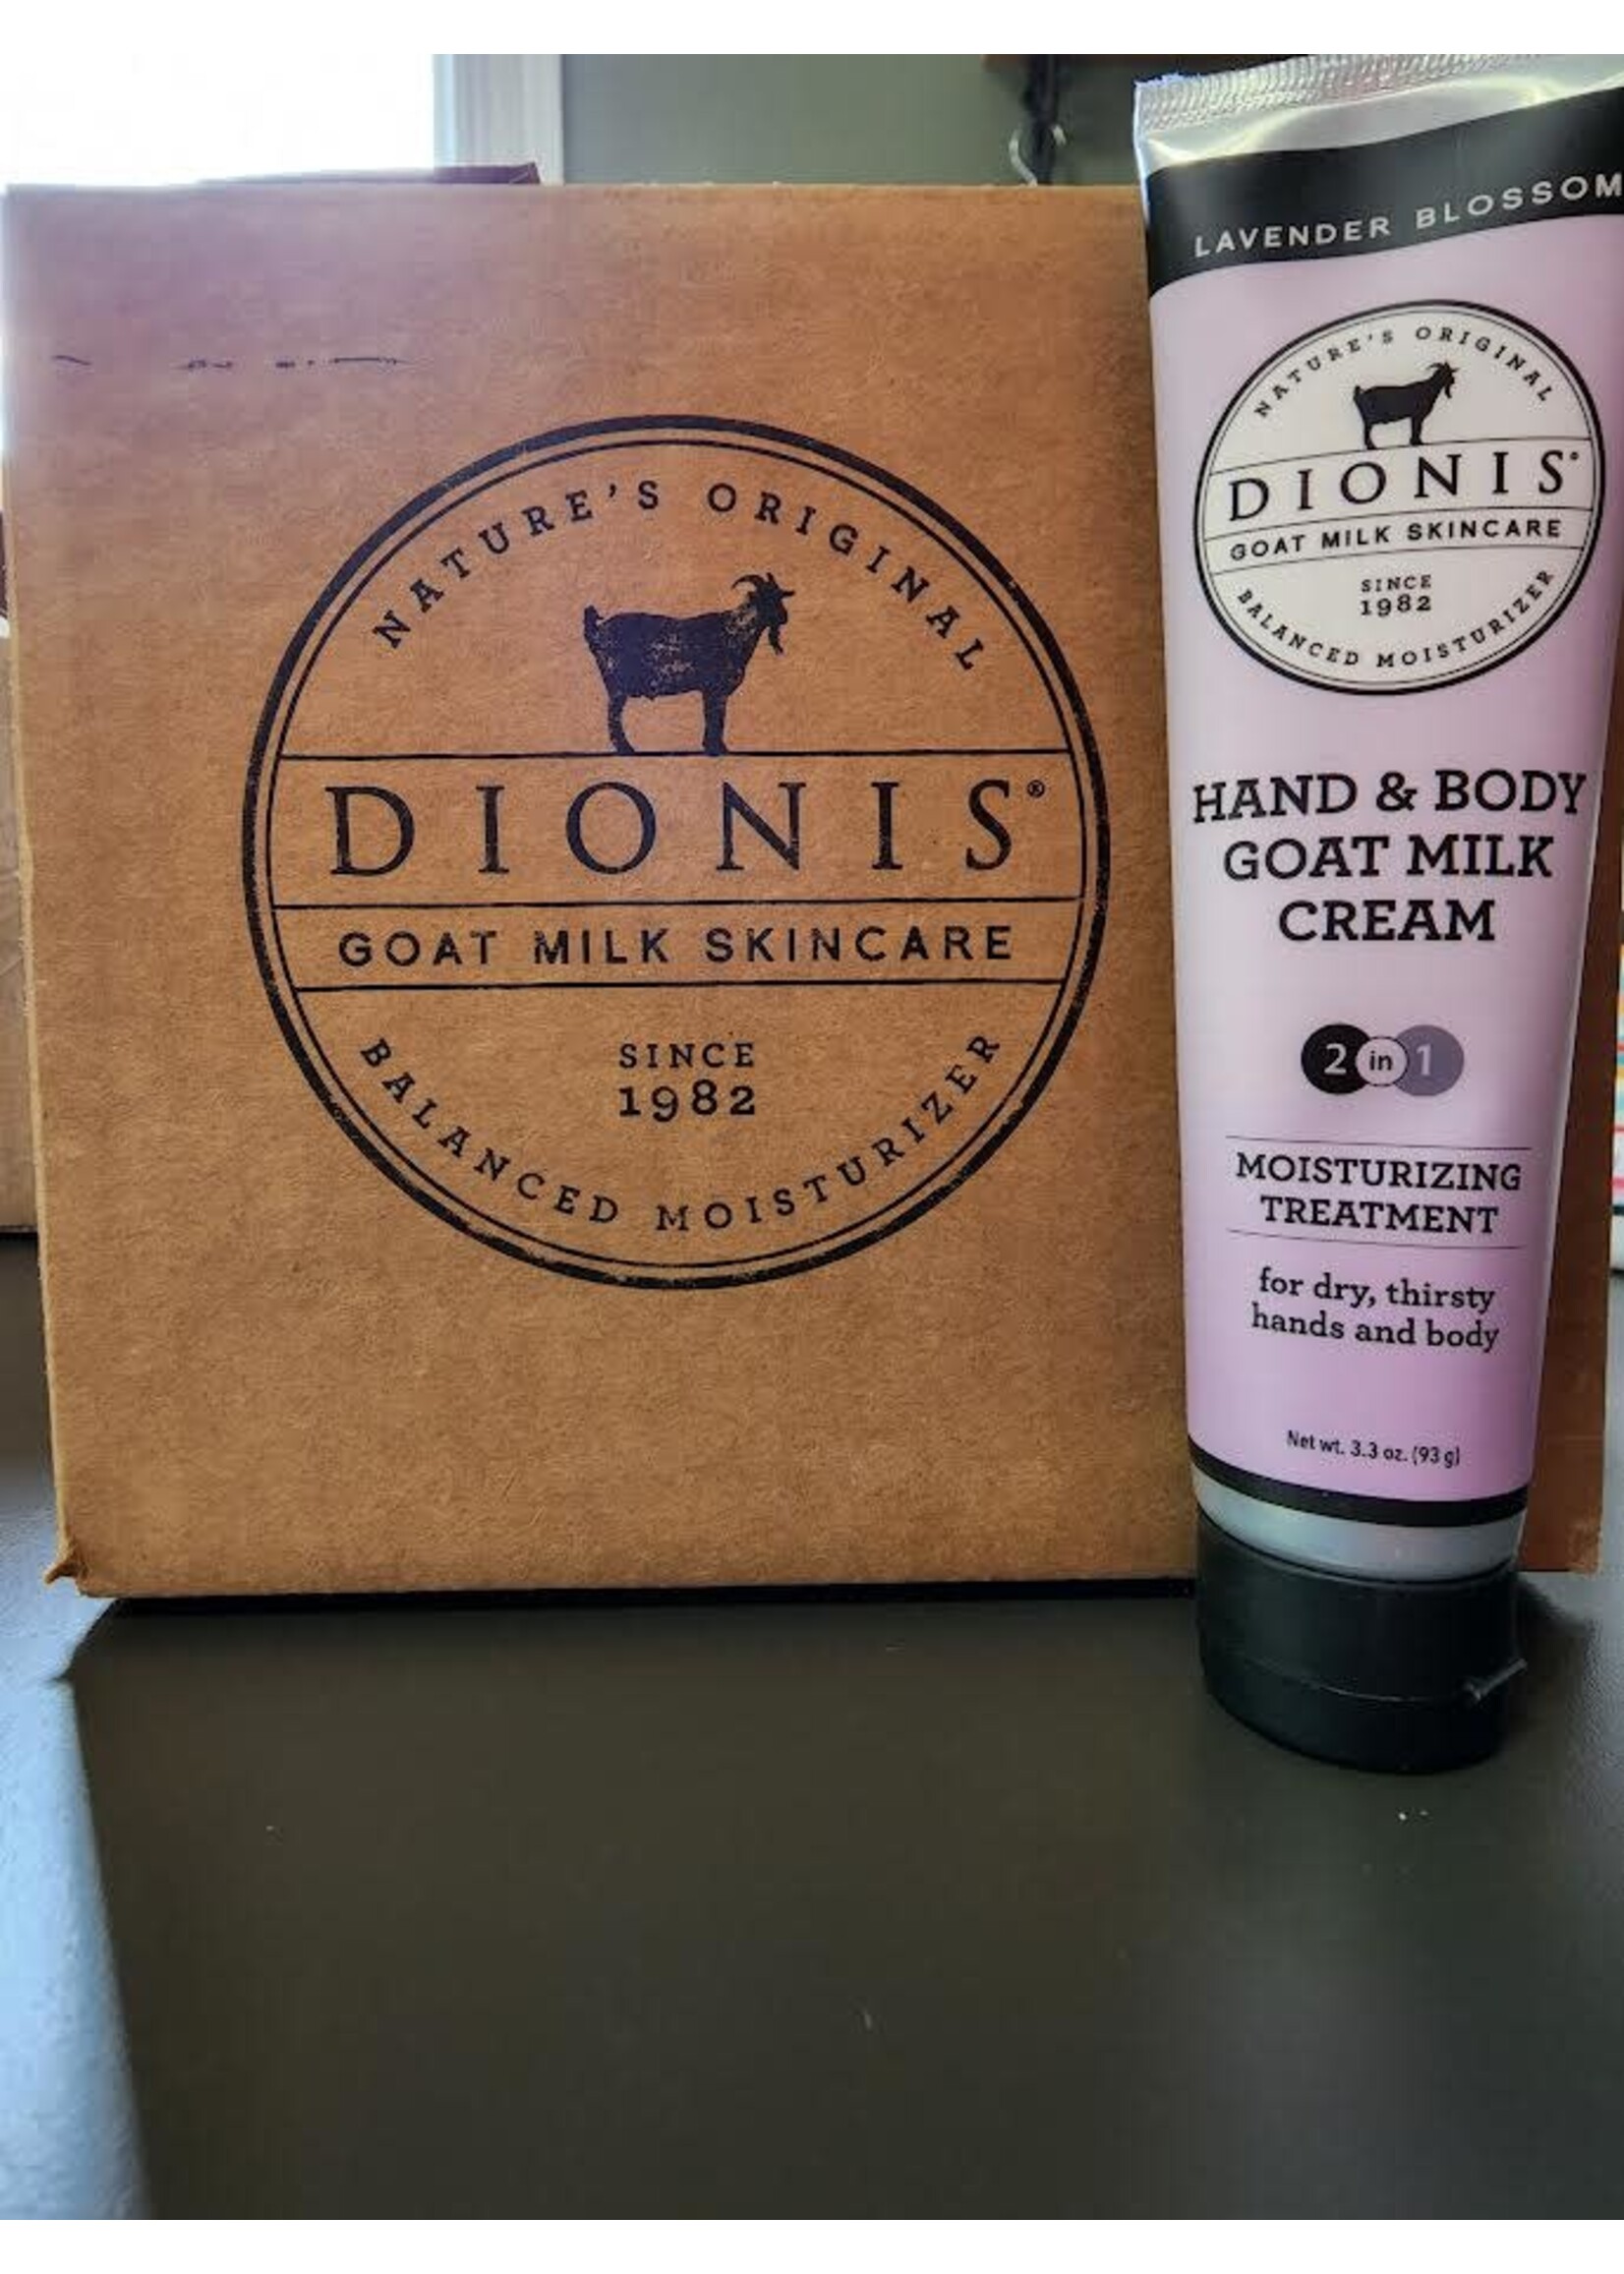 NATURE'S ORIGINAL
DIONIS®
GOAT MILK SKINCARE
SINCE
1982
BALANCED MOISTURIZER
LAVENDER BLOSSOM
NATURE'S ORIGINAL
DIONIS®
GOAT MILK SKINCARE
SINCE
1982
BALANCED MOISTURIZER
HAND & BODY
GOAT MILK
CREAM
2 in 1
MOISTURIZING
TREATMENT
for dry, thirsty
hands and body
Net wt. 3.3 oz. (93 g)